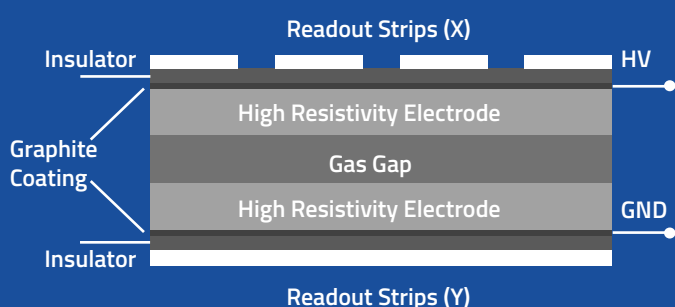 Readout Strips (X)
Insulator
HV
High Resistivity Electrode
Graphite
Coating
Gas Gap
High Resistivity Electrode
GND
Insulator
Readout Strips (Y)